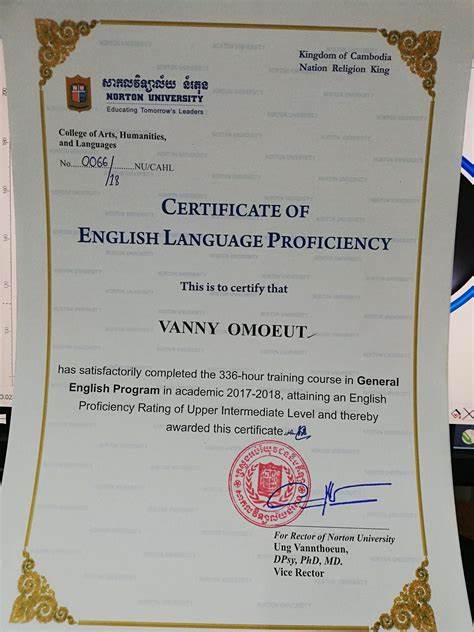 Kingdom of Cambodia
Nation Religion King
សាកលវិទ្យាល័យ ន័រតុន
NORTON UNIVERSITY
Educating Tomorrow's Leaders
College of Arts, Humanities,
and Languages
No.....0066/18.........NU/CAHL
CERTIFICATE OF
ENGLISH LANGUAGE PROFICIENCY
This is to certify that
VANNY OMOEUT
has satisfactorily completed the 336-hour training course in General
English Program in academic 2017-2018, attaining an English
Proficiency Rating of Upper Intermediate Level and thereby
awarded this certificate.
For Rector of Norton University
Ung Vannthoeun,
DPsy, PhD, MD.
Vice Rector